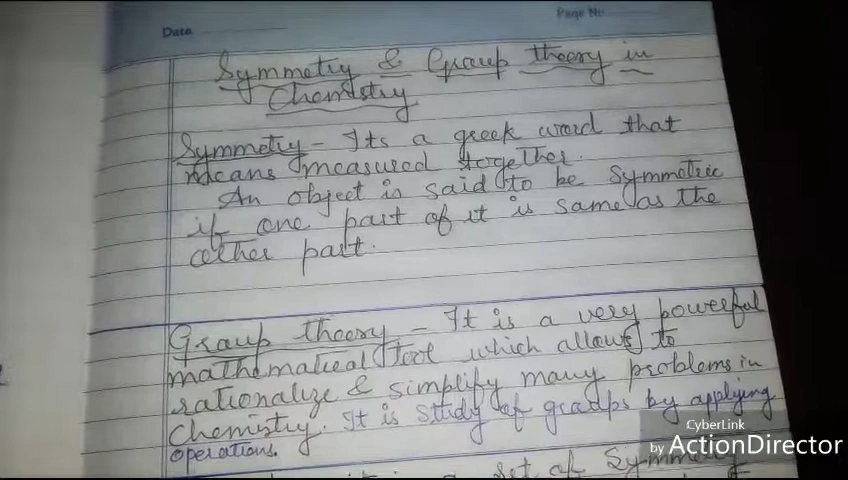 Page No.
Date
Symmetry & Group theory in
Chemistry
Symmetry - Its a greek word that
means measured together.
An object is said to be symmetric
if one part of it is same as the
other part.
Group theory - It is a very powerful
mathematical tool which allows to
rationalize & simplify many problems in
Chemistry. It is study of groups by applying
operations.
a set of Symmetry
CyberLink
by ActionDirector